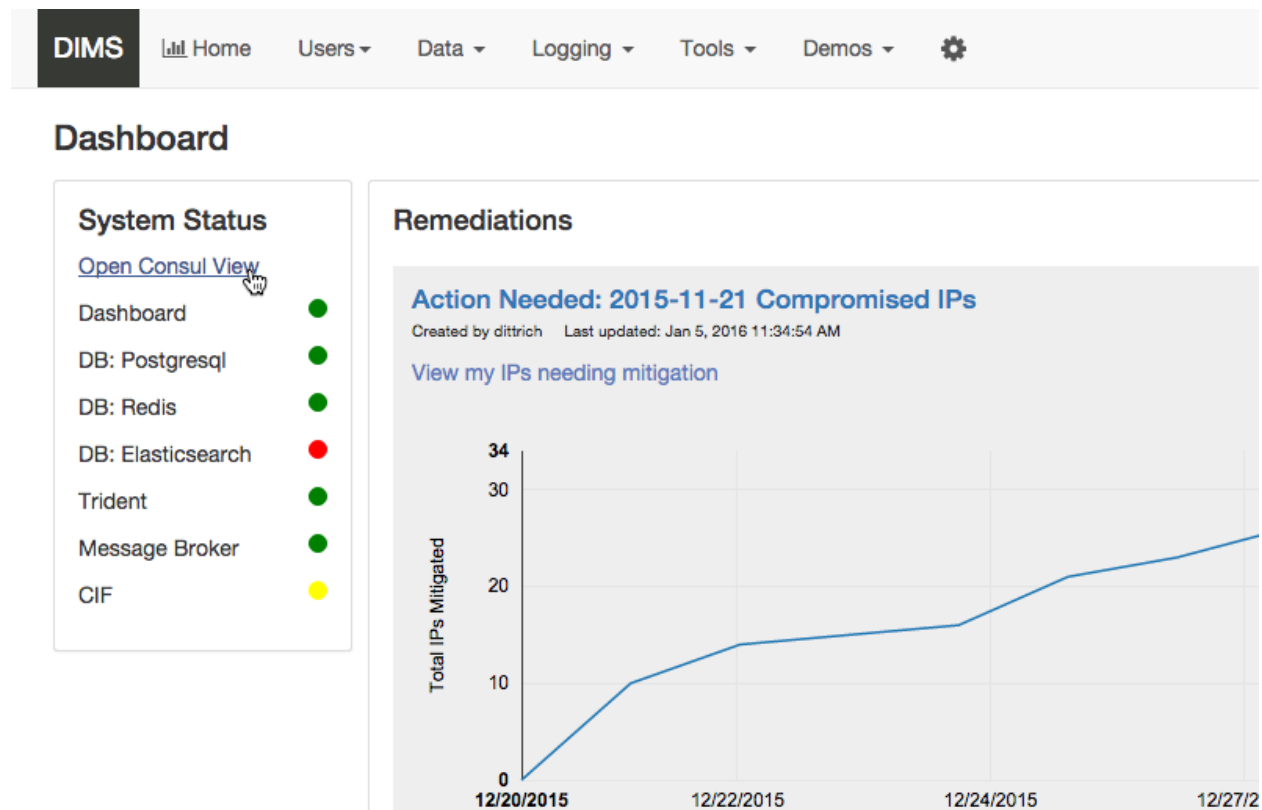 DIMS Home Users Data Logging Tools Demos
Dashboard
System Status
Open Consul View
Dashboard
DB: Postgresql
DB: Redis
DB: Elasticsearch
Trident
Message Broker
CIF
Remediations
Action Needed: 2015-11-21 Compromised IPs
Created by dittrich Last updated: Jan 5, 2016 11:34:54 AM
View my IPs needing mitigation
Total IPs Mitigated
34
30
20
10
0
12/20/2015 12/22/2015 12/24/2015 12/27/2